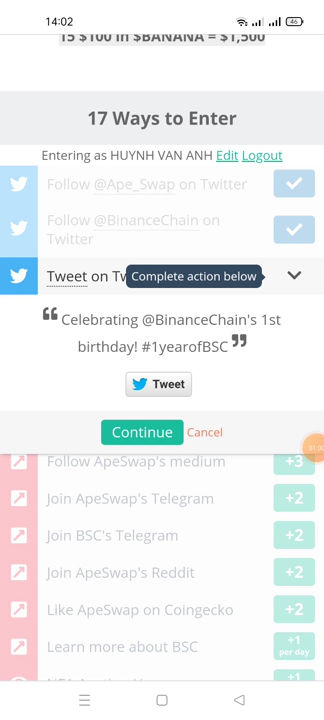 14:02
46
15 $100 in $BANANA = $1,500
17 Ways to Enter
Entering as HUYNH VAN ANH Edit Logout
Follow @Ape_Swap on Twitter
Follow @BinanceChain on
Twitter
Tweet on Tw
Complete action below
“ Celebrating @BinanceChain's 1st
birthday! #1yearofBSC ”
Tweet
Continue Cancel
Follow ApeSwap's medium +3
Join ApeSwap's Telegram +2
Join BSC's Telegram +2
Join ApeSwap's Reddit +2
Like ApeSwap on Coingecko +2
Learn more about BSC +1
per day
+1